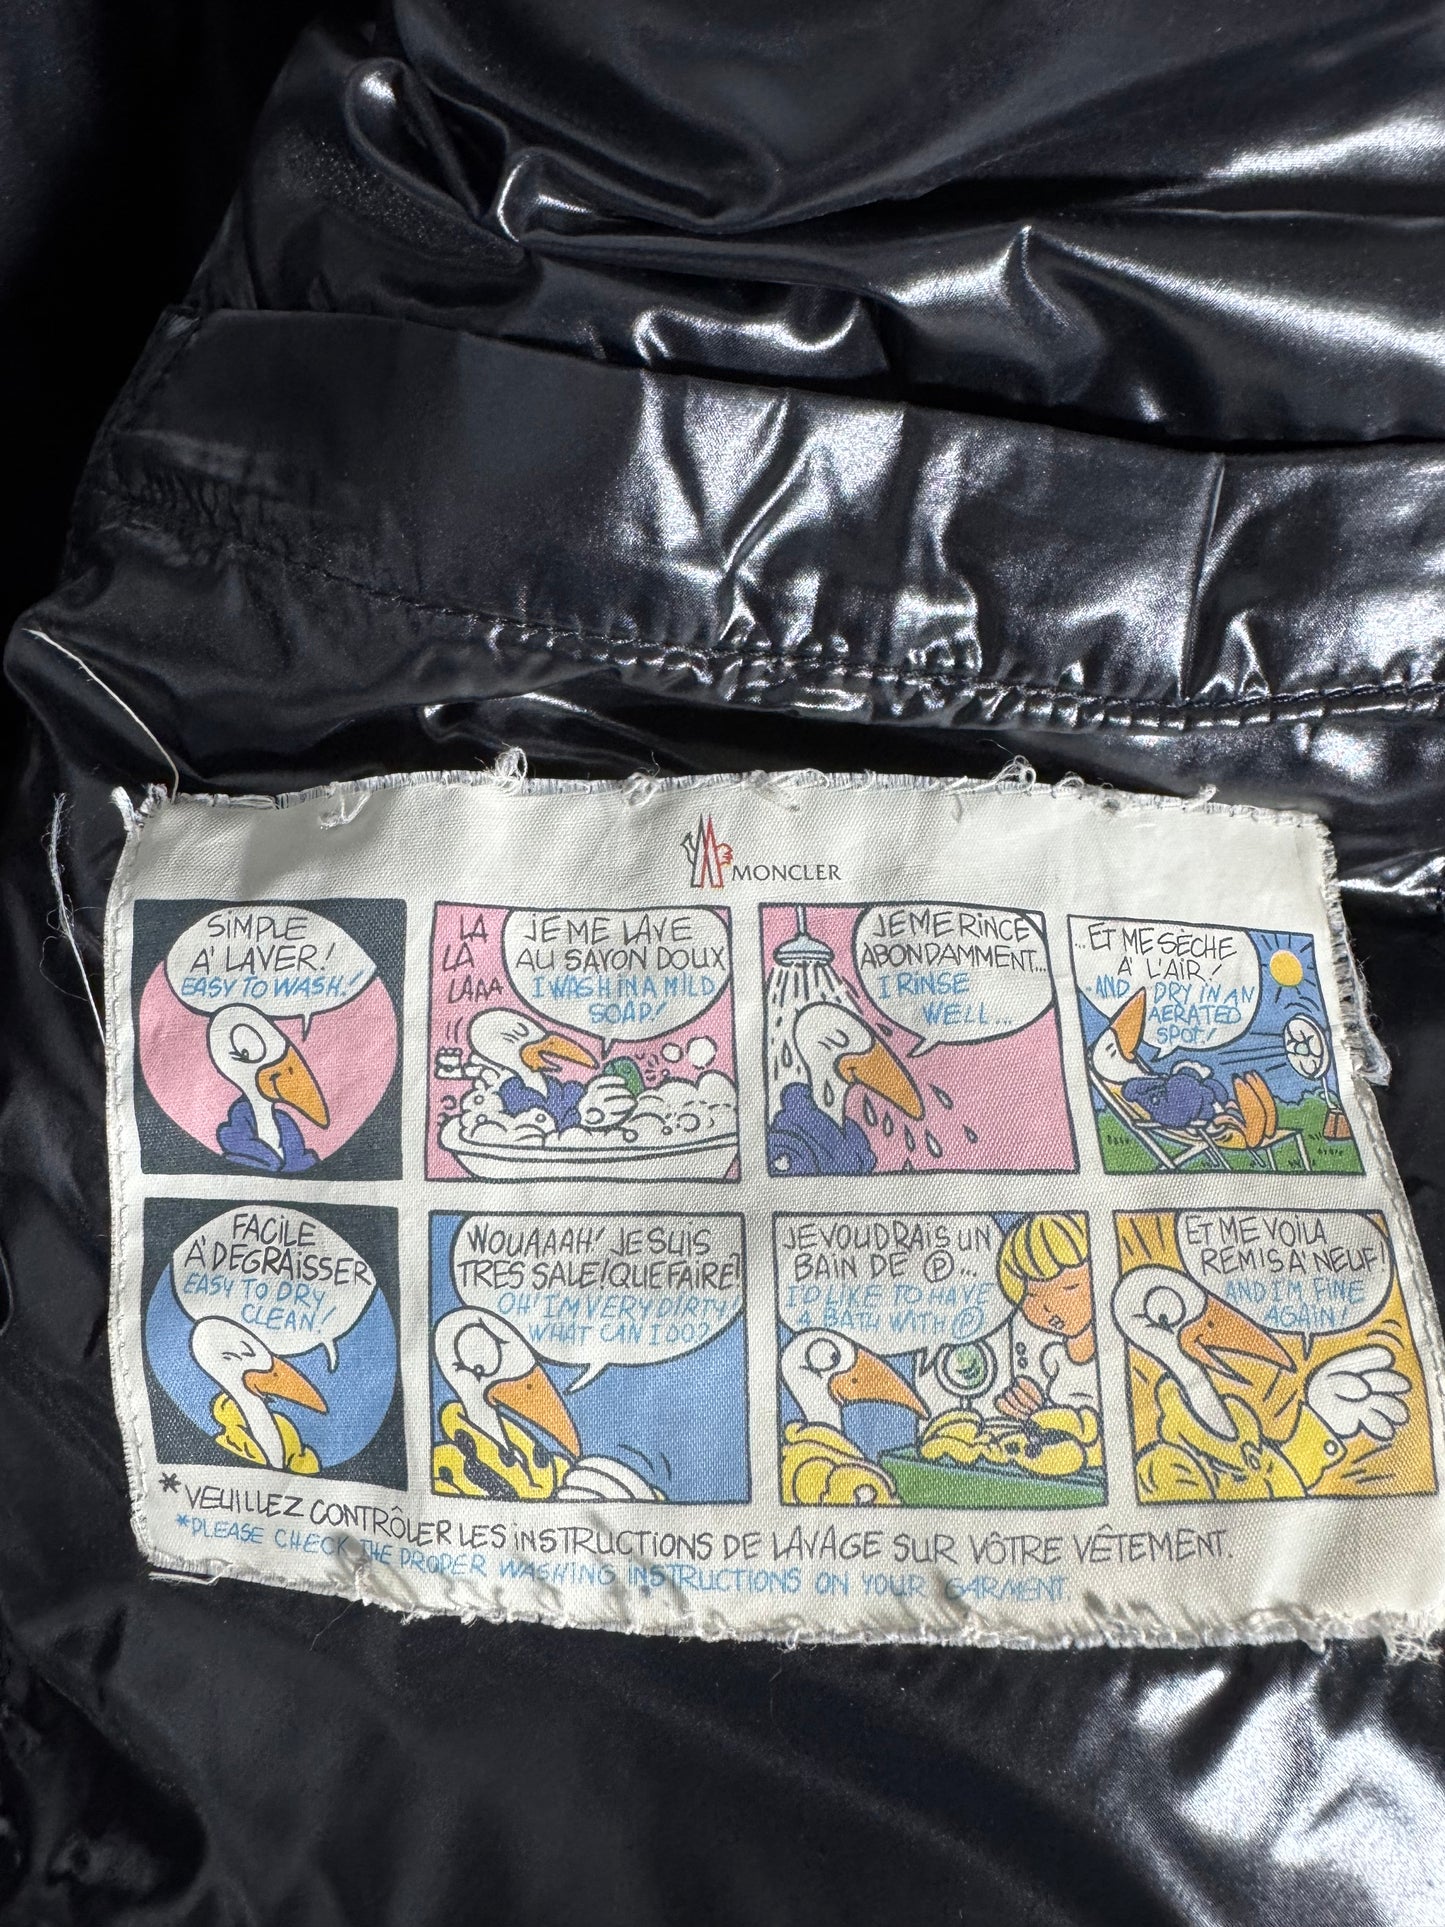 MONCLER
SiMPLE
A' LAVER!
EASY TO WASH!
LA
LA
LAAA
JE ME LAVE
AU SAVON DOUX
I WASH IN A MILD
SOAP!
JE ME RiNCE
ABONDAMMENT...
I RINSE
WELL...
...ET ME SÈCHE
A' L'AIR!
AND DRY IN AN
AERATED
SPOT!
FACiLE
A' DEGRAiSSER
EASY TO DRY
CLEAN!
WOUAAAH! JE SUiS
TRES SALE! QUE FAIRE?
OH! I'M VERY DIRTY
WHAT CAN I DO?
JE VOUDRAiS UN
BAIN DE Ⓟ...
I'D LIKE TO HAVE
A BATH WITH Ⓟ
ET ME VOiLA
REMiS A' NEUF!
AND I'M FINE
AGAIN!
*VEUILLEZ CONTRÔLER LES iNSTRUCTiONS DE LAVAGE SUR VÔTRE VÊTEMENT.
*PLEASE CHECK THE PROPER WASHING INSTRUCTIONS ON YOUR GARMENT.